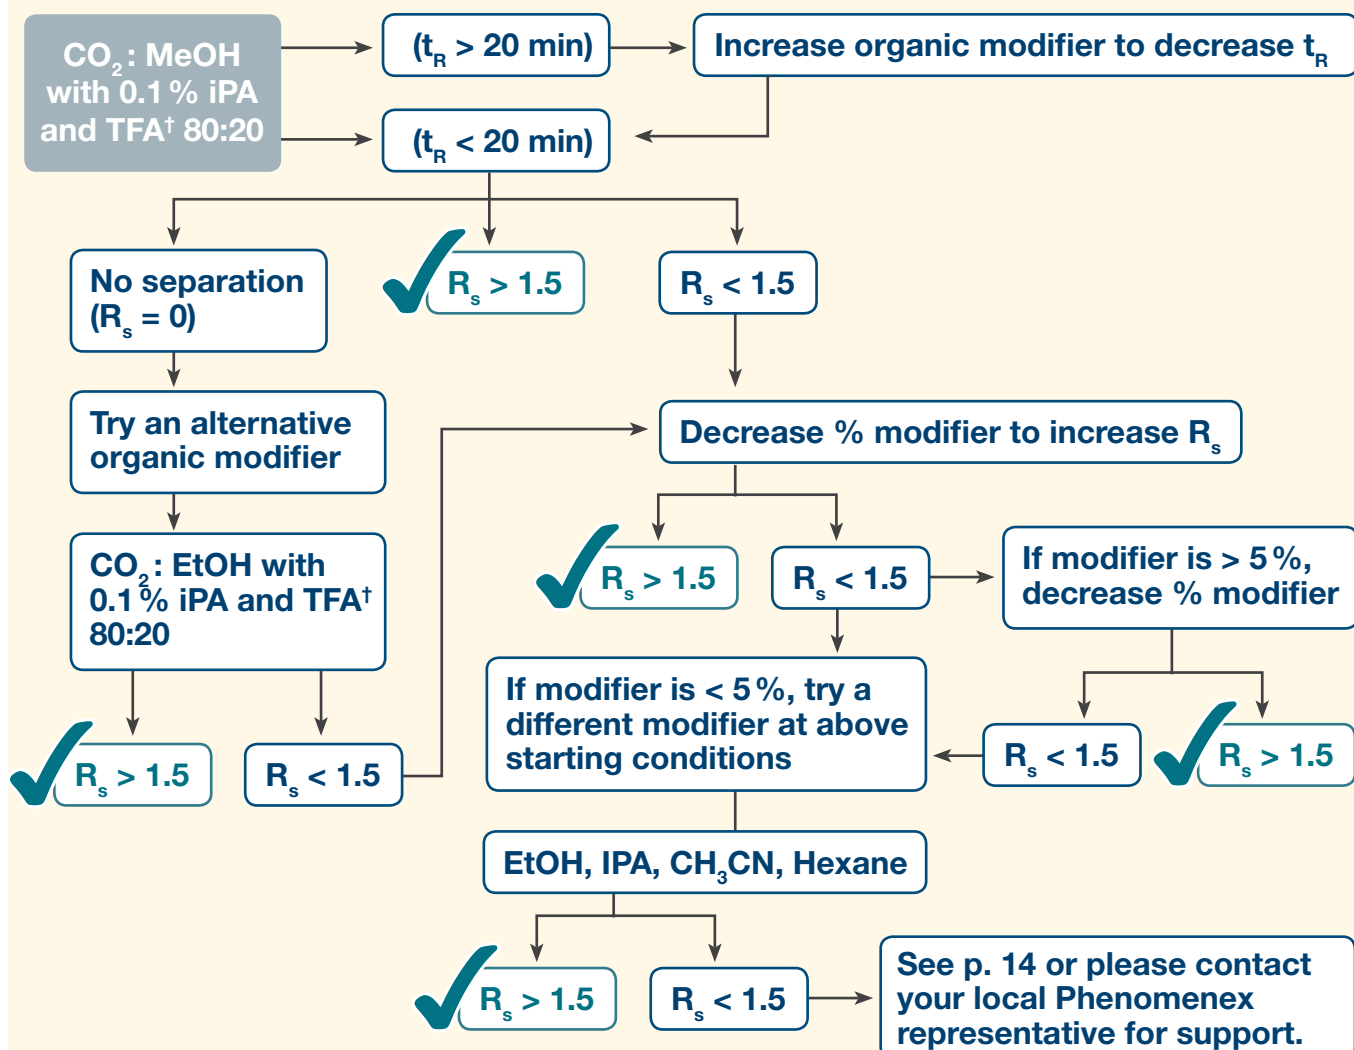 CO₂ : MeOH
with 0.1 % iPA
and TFA† 80:20
(tR > 20 min)
Increase organic modifier to decrease tR
(tR < 20 min)
No separation
(Rs = 0)
Rs > 1.5
Rs < 1.5
Try an alternative
organic modifier
Decrease % modifier to increase Rs
CO₂ : EtOH with
0.1 % iPA and TFA†
80:20
Rs > 1.5
Rs < 1.5
If modifier is > 5 %,
decrease % modifier
If modifier is < 5 %, try a
different modifier at above
starting conditions
Rs > 1.5
Rs < 1.5
Rs < 1.5
Rs > 1.5
EtOH, IPA, CH₃CN, Hexane
Rs > 1.5
Rs < 1.5
See p. 14 or please contact
your local Phenomenex
representative for support.